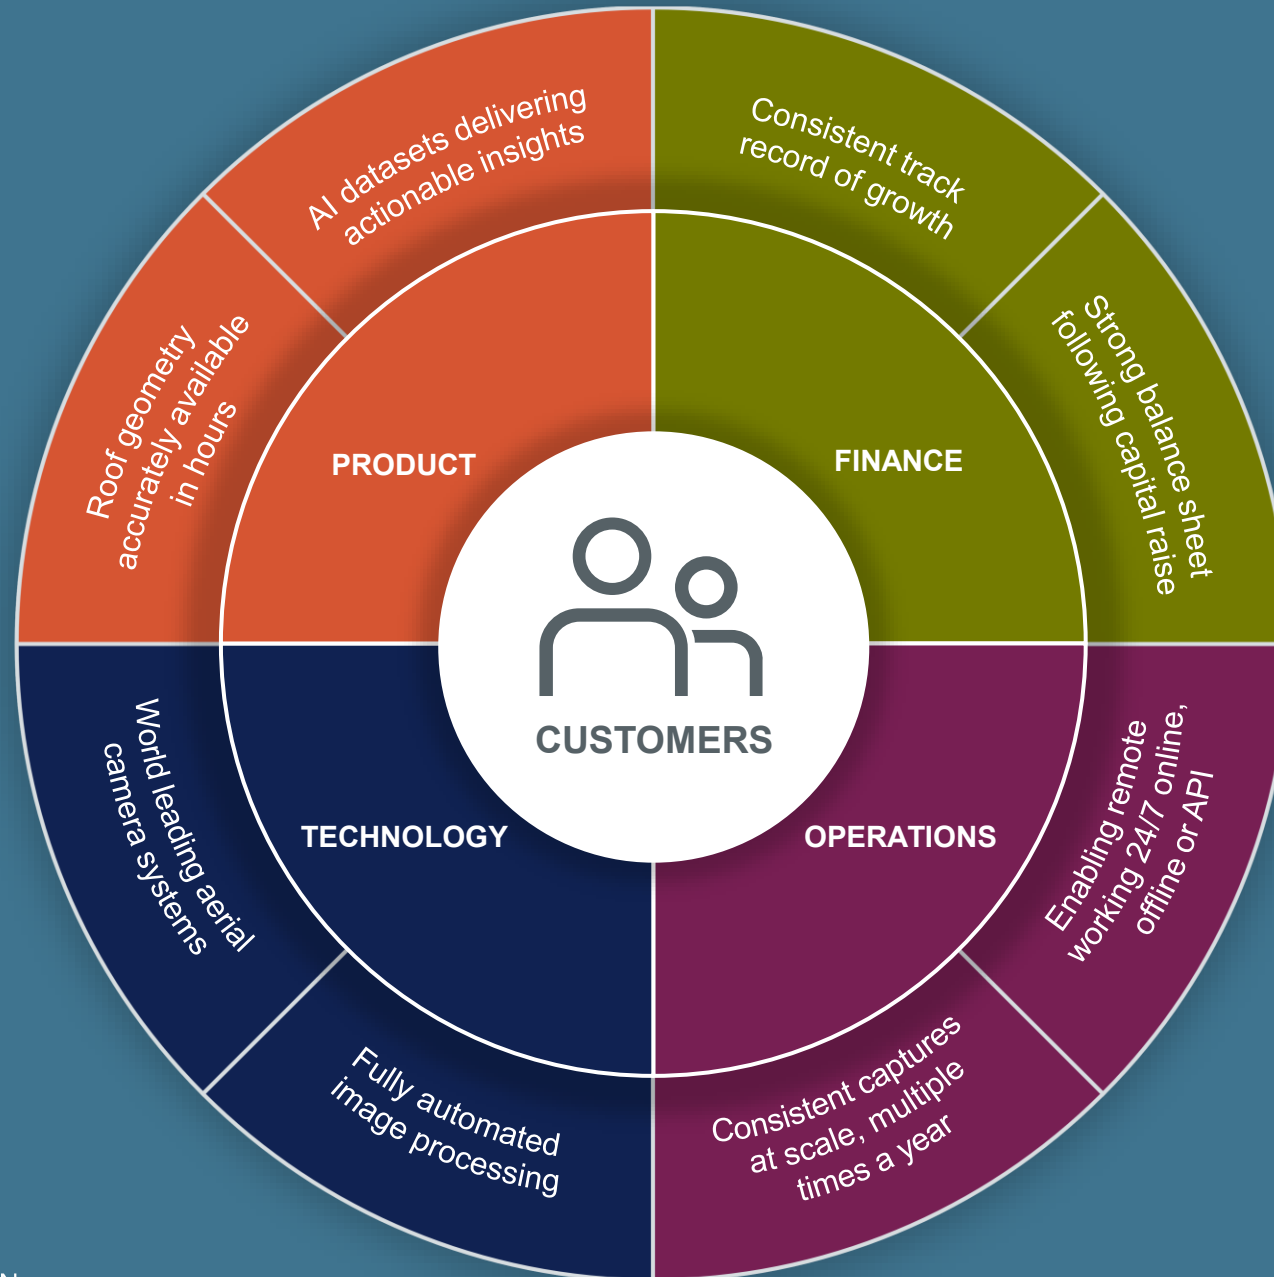 AI datasets delivering
actionable insights
Consistent track
record of growth
Roof geometry
accurately available
in hours
Strong balance sheet
following capital raise
PRODUCT
FINANCE
CUSTOMERS
TECHNOLOGY
OPERATIONS
World leading aerial
camera systems
Enabling remote
working 24/7 online,
offline or API
Fully automated
image processing
Consistent captures
at scale, multiple
times a year